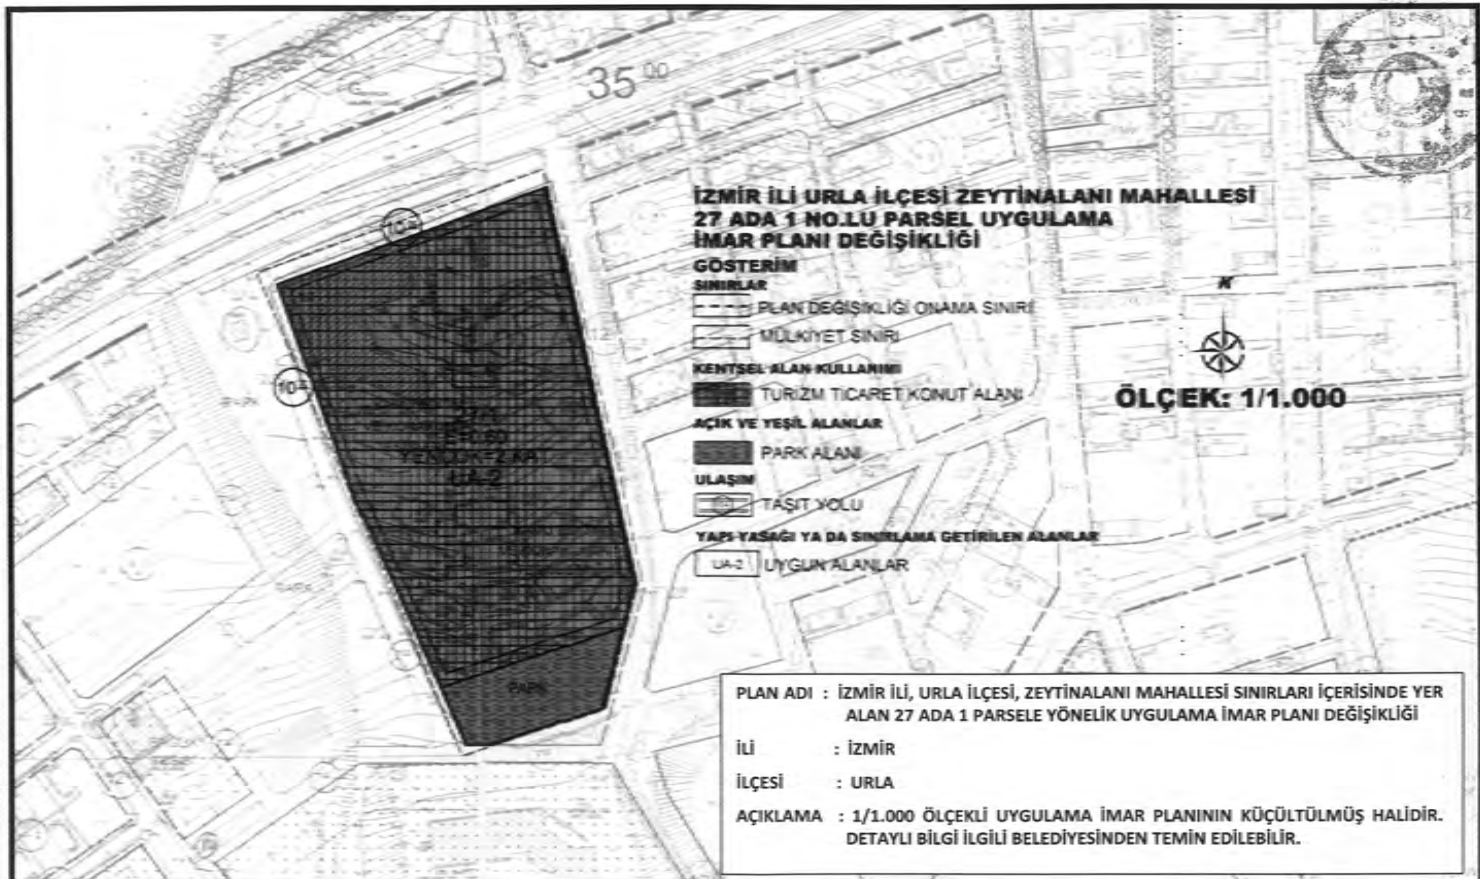 35 00
İZMİR İLİ URLA İLÇESİ ZEYTİNALANI MAHALLESİ
27 ADA 1 NO.LU PARSEL UYGULAMA
İMAR PLANI DEĞİŞİKLİĞİ
GÖSTERİM
SINIRLAR
PLAN DEĞİŞİKLİĞİ ONAMA SINIRI
MÜLKİYET SINIRI
KENTSEL ALAN KULLANIMI
TURİZM TİCARET KONUT ALANI
AÇIK VE YEŞİL ALANLAR
PARK ALANI
ULAŞIM
TAŞIT YOLU
YAPI YASAĞI YA DA SINIRLAMA GETİRİLEN ALANLAR
UA-2 UYGUN ALANLAR
N
ÖLÇEK: 1/1.000
12
12
UA-2
PARK
PLAN ADI : İZMİR İLİ, URLA İLÇESİ, ZEYTİNALANI MAHALLESİ SINIRLARI İÇERİSİNDE YER
ALAN 27 ADA 1 PARSELE YÖNELİK UYGULAMA İMAR PLANI DEĞİŞİKLİĞİ
İLİ : İZMİR
İLÇESİ : URLA
AÇIKLAMA : 1/1.000 ÖLÇEKLİ UYGULAMA İMAR PLANININ KÜÇÜLTÜLMÜŞ HALİDİR.
DETAYLI BİLGİ İLGİLİ BELEDİYESİNDEN TEMİN EDİLEBİLİR.